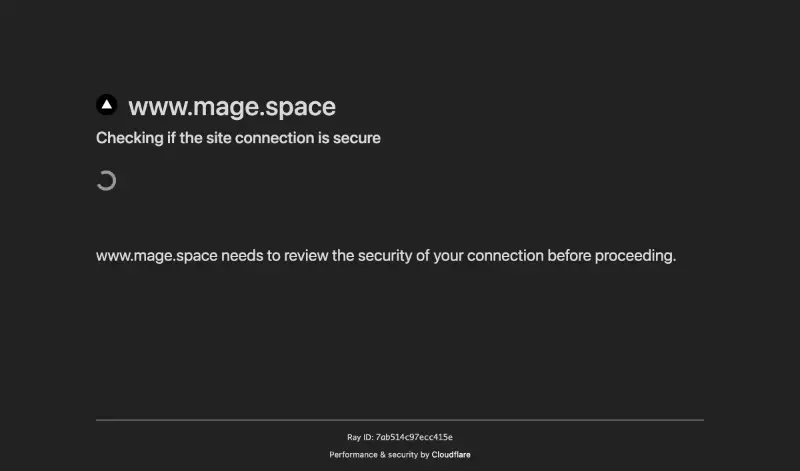 www.mage.space
Checking if the site connection is secure
www.mage.space needs to review the security of your connection before proceeding.
Ray ID: 7ab514c97ecc415e
Performance & security by Cloudflare